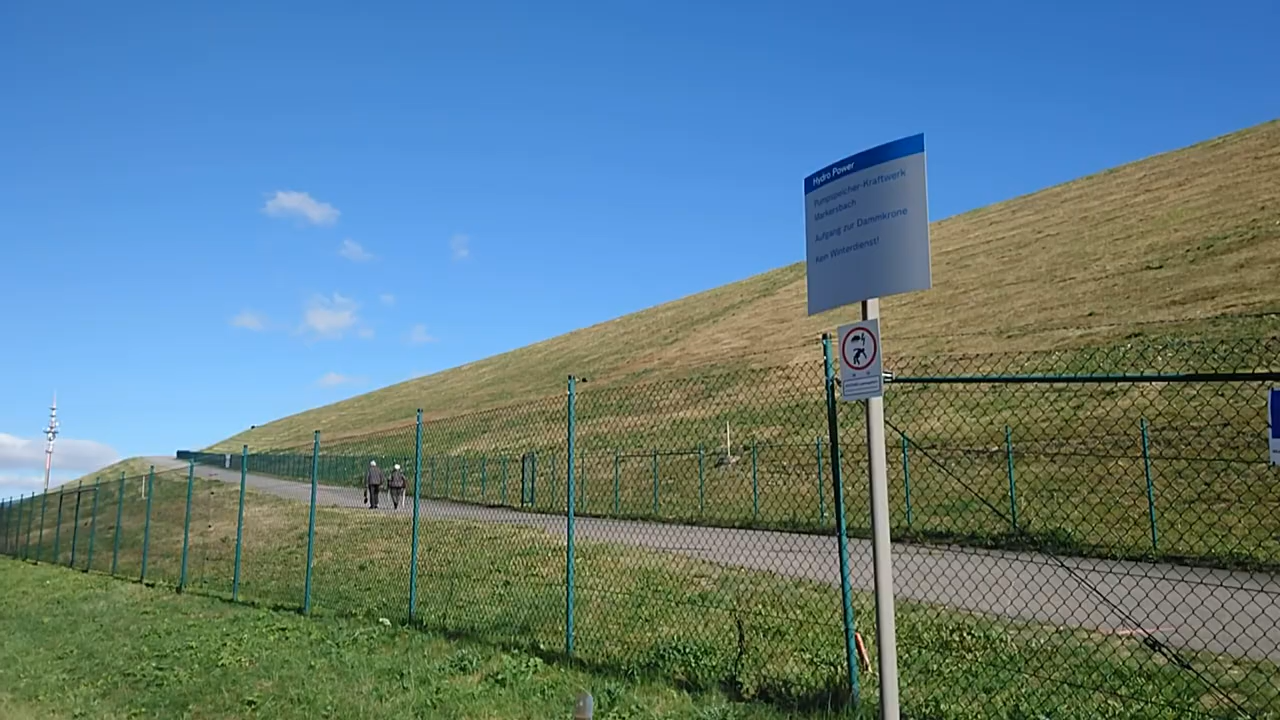 Hydro Power
Pumpspeicher-Kraftwerk
Markersbach
Aufgang zur Dammkrone
Kein Winterdienst!